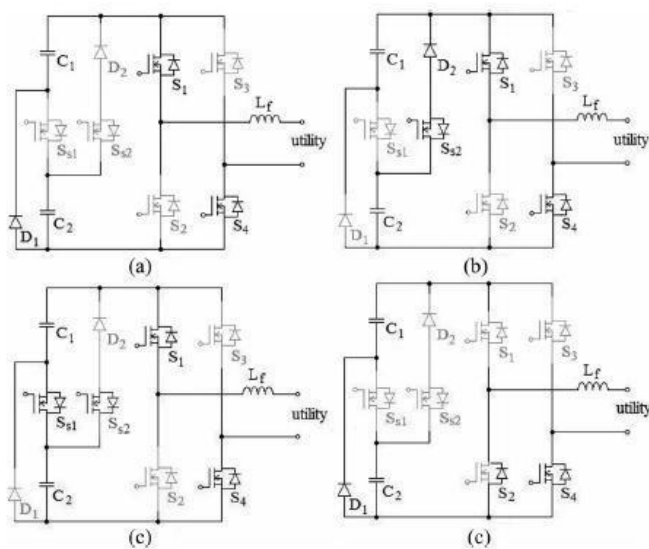 C1
D2
S1
S3
Lf
Ss1
Ss2
utility
C2
D1
S2
S4
(a)
C1
D2
S1
S3
Lf
Ss1
Ss2
utility
C2
D1
S2
S4
(b)
C1
D2
S1
S3
Lf
Ss1
Ss2
utility
C2
D1
S2
S4
(c)
C1
D2
S1
S3
Lf
Ss1
Ss2
utility
C2
D1
S2
S4
(c)